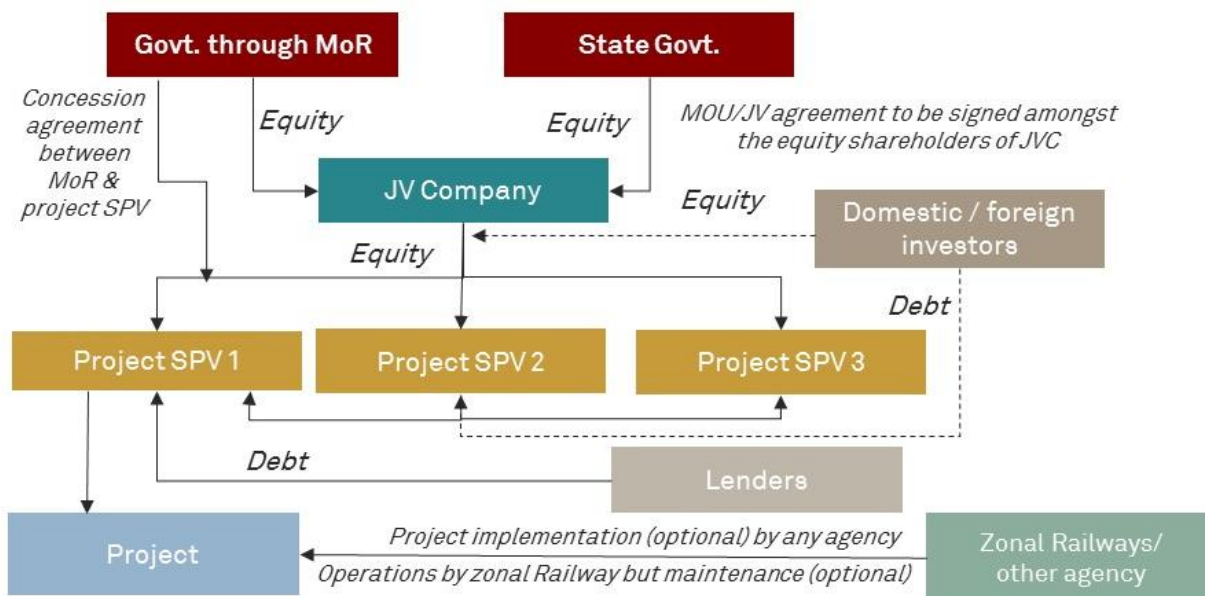 Govt. through MoR
State Govt.
Concession
agreement
between
MoR &
project SPV
Equity
Equity
MOU/JV agreement to be signed amongst
the equity shareholders of JVC
JV Company
Equity
Domestic / foreign
investors
Equity
Debt
Project SPV 1
Project SPV 2
Project SPV 3
Debt
Lenders
Project
Project implementation (optional) by any agency
Operations by zonal Railway but maintenance (optional)
Zonal Railways/
other agency